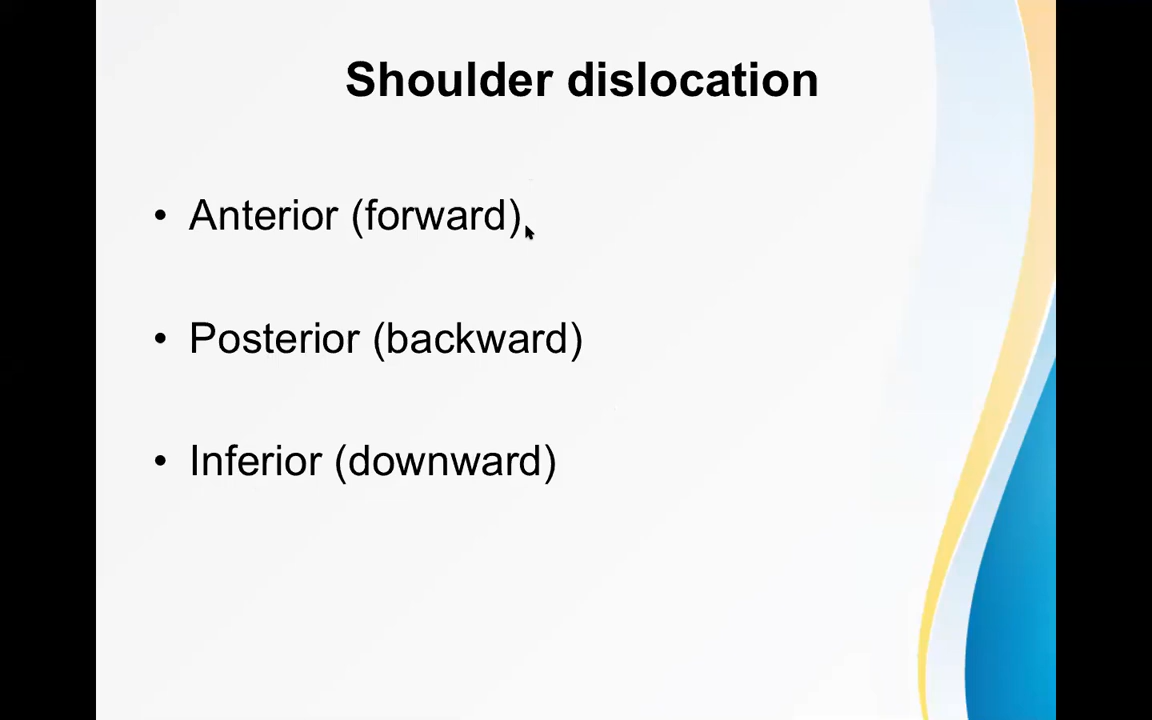 Shoulder dislocation
• Anterior (forward)
• Posterior (backward)
• Inferior (downward)